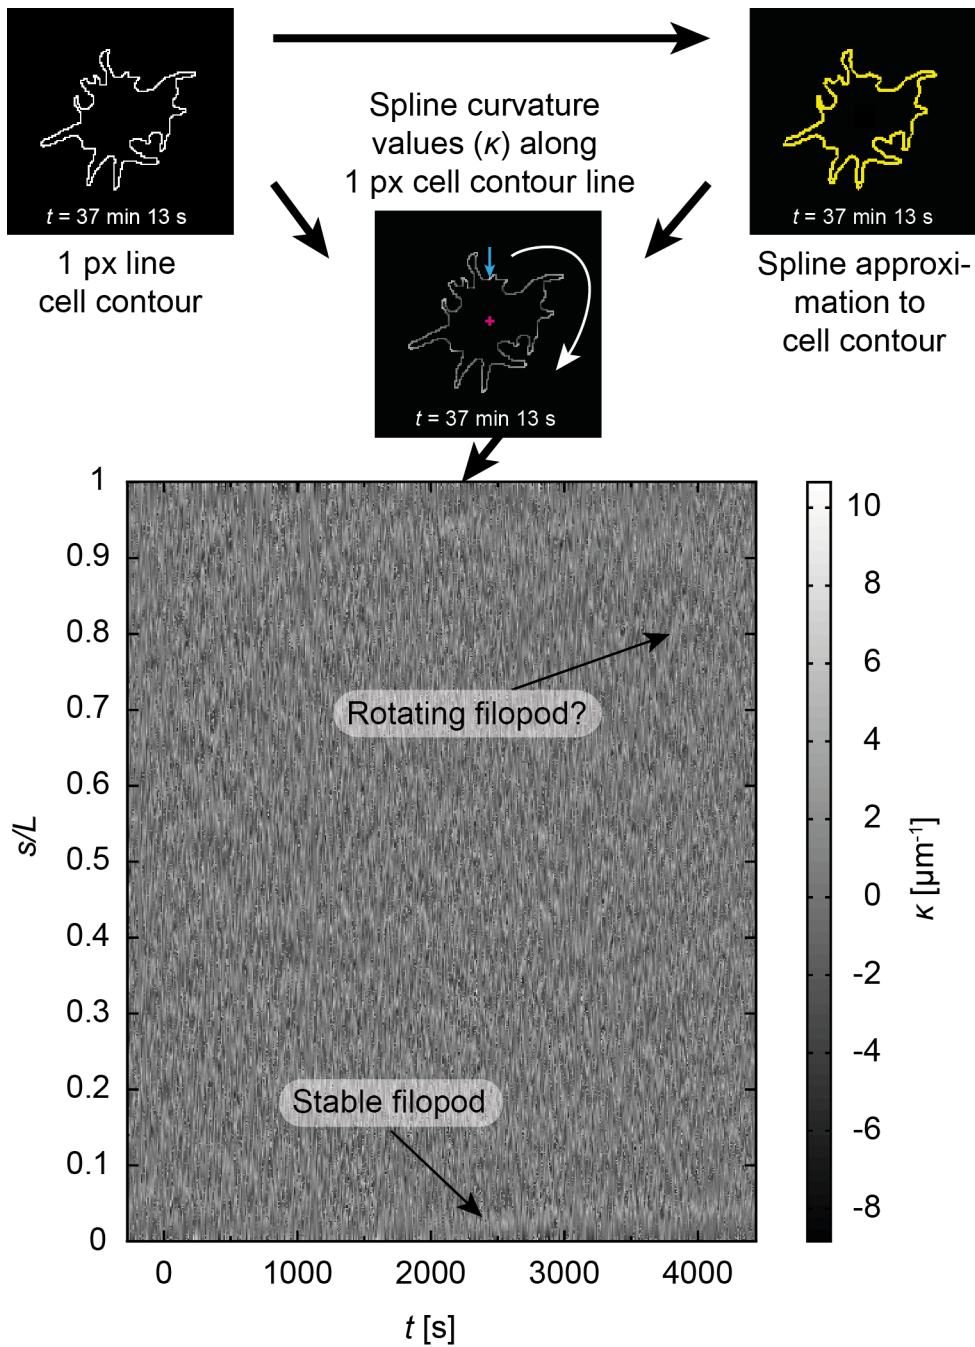 t = 37 min 13 s
1 px line
cell contour
Spline curvature
values (κ) along
1 px cell contour line
t = 37 min 13 s
t = 37 min 13 s
Spline approxi-
mation to
cell contour
1
0.9
0.8
0.7
0.6
0.5
0.4
0.3
0.2
0.1
0
s/L
Rotating filopod?
Stable filopod
0 1000 2000 3000 4000
t [s]
10
8
6
4
2
0
-2
-4
-6
-8
κ [µm⁻¹]